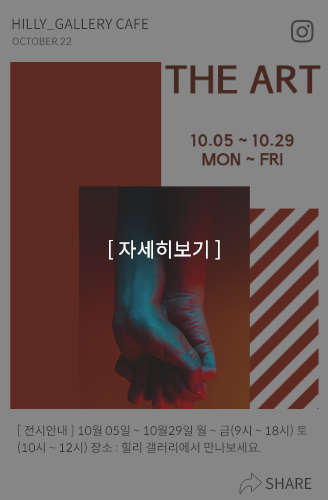 HILLY_GALLERY CAFE
OCTOBER.22
THE ART
10.05 ~ 10.29
MON ~ FRI
[ 자세히보기 ]
[ 전시안내 ] 10월 05일 ~ 10월29일 월 ~ 금(9시 ~ 18시) 토
(10시 ~ 12시) 장소 : 힐리 갤러리에서 만나보세요.
SHARE